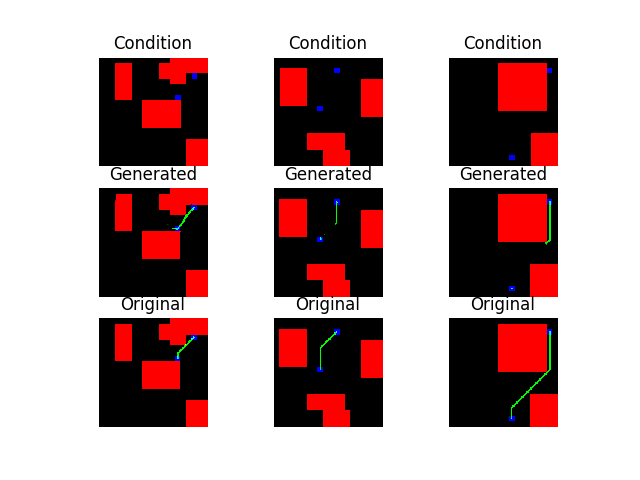 Condition Condition Condition
Generated Generated Generated
Original Original Original